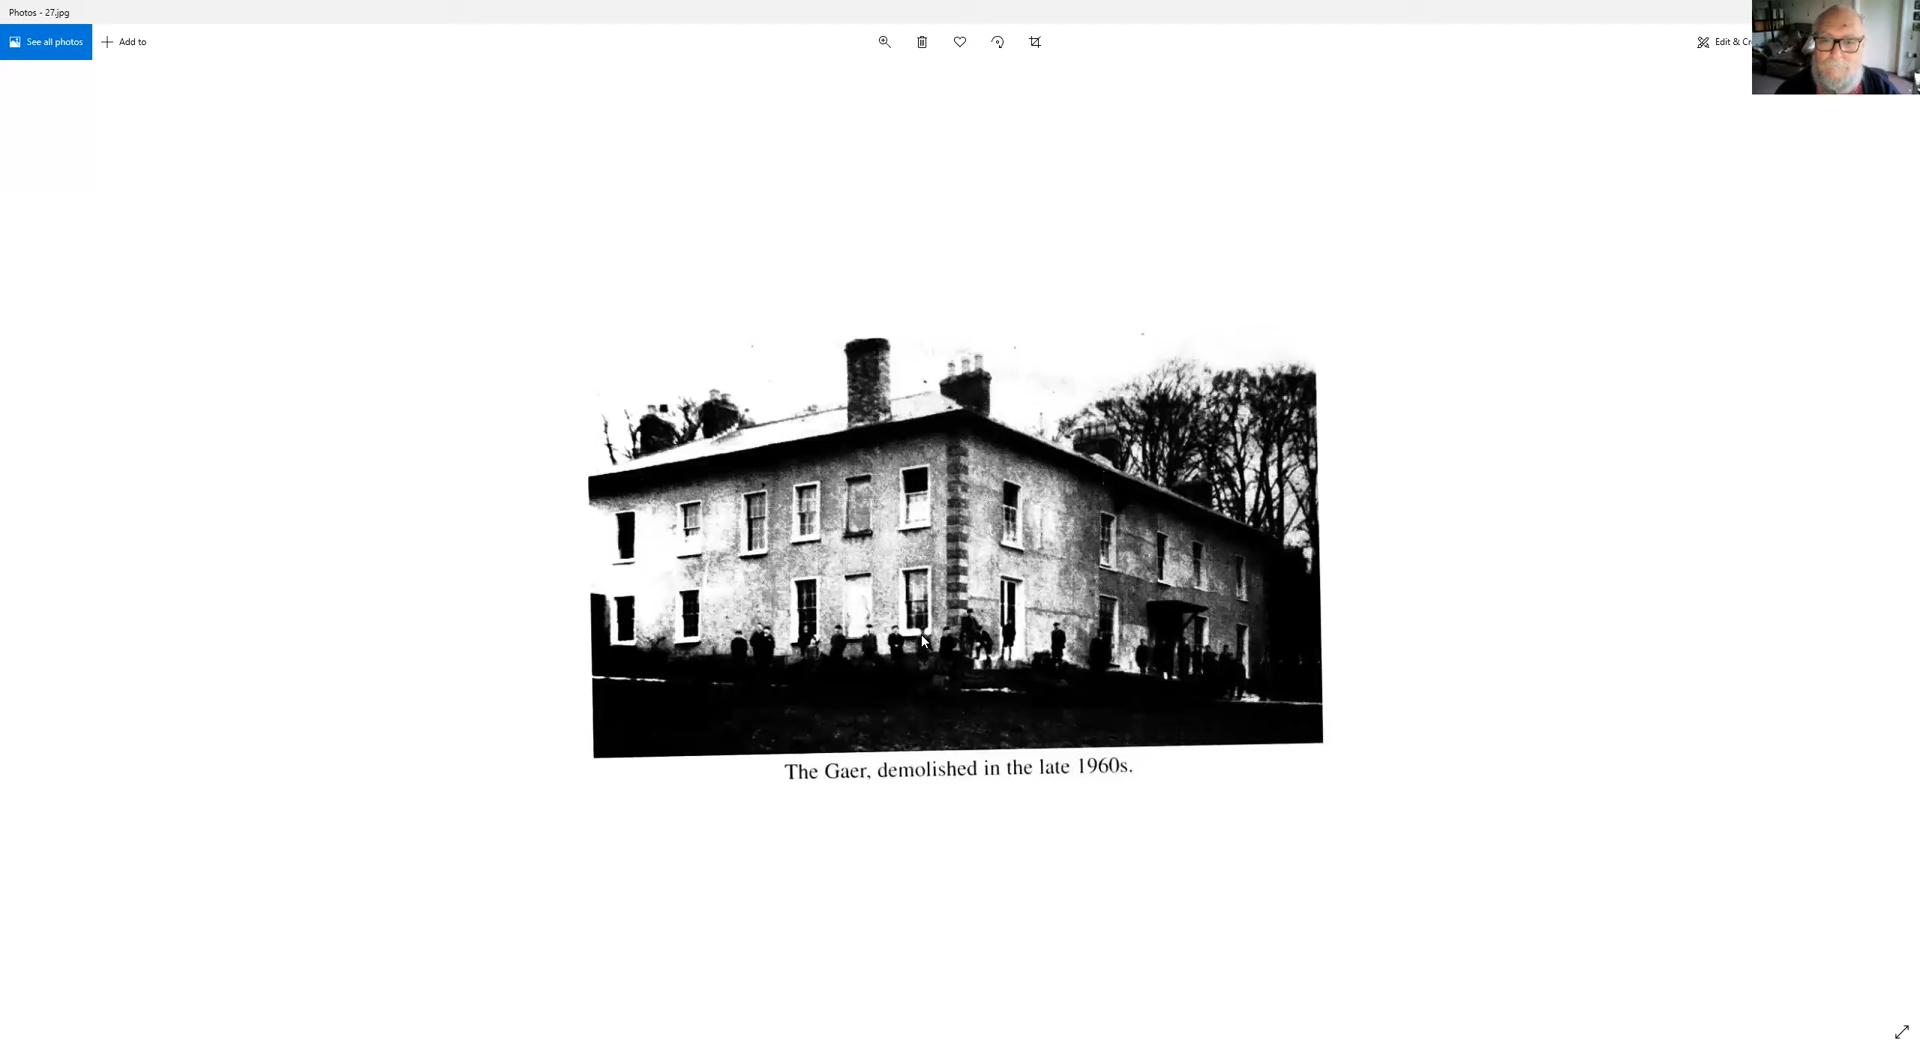 Photos - 27.jpg
See all photos
Add to
Edit & Cr
The Gaer, demolished in the late 1960s.